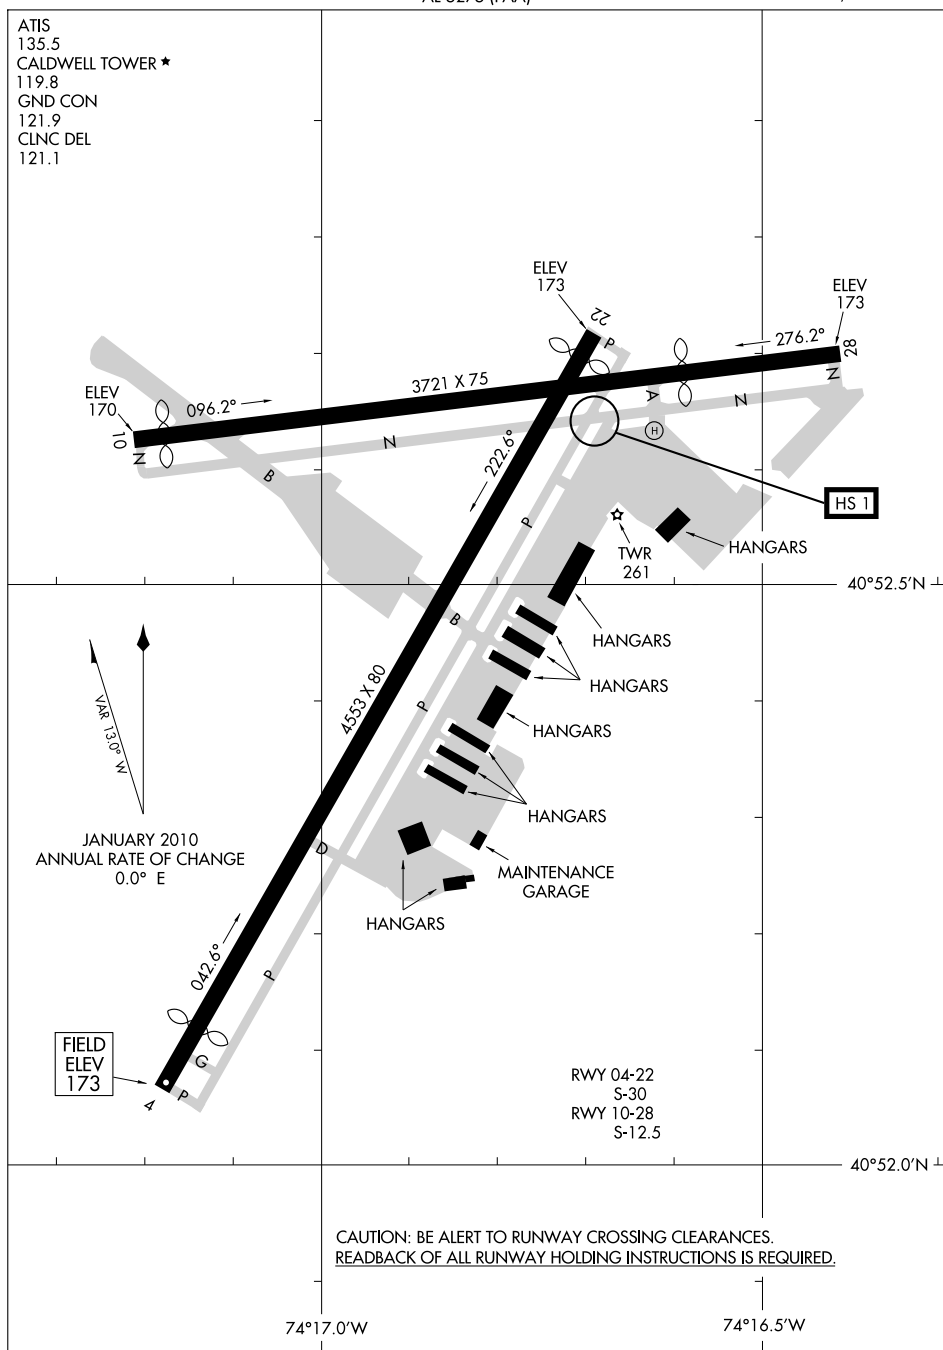 ATIS
135.5
CALDWELL TOWER ★
119.8
GND CON
121.9
CLNC DEL
121.1
ELEV
173
22
P
ELEV
173
276.2°
28
N
ELEV
170
10
N
096.2°
3721 X 75
A
N
N
H
B
222.6°
P
HS 1
TWR
261
HANGARS
40°52.5'N
HANGARS
B
HANGARS
4553 X 80
P
HANGARS
VAR 13.0° W
HANGARS
JANUARY 2010
ANNUAL RATE OF CHANGE
0.0° E
D
MAINTENANCE
GARAGE
HANGARS
042.6°
P
FIELD
ELEV
173
G
4
P
RWY 04-22
S-30
RWY 10-28
S-12.5
40°52.0'N
CAUTION: BE ALERT TO RUNWAY CROSSING CLEARANCES.
READBACK OF ALL RUNWAY HOLDING INSTRUCTIONS IS REQUIRED.
74°17.0'W
74°16.5'W